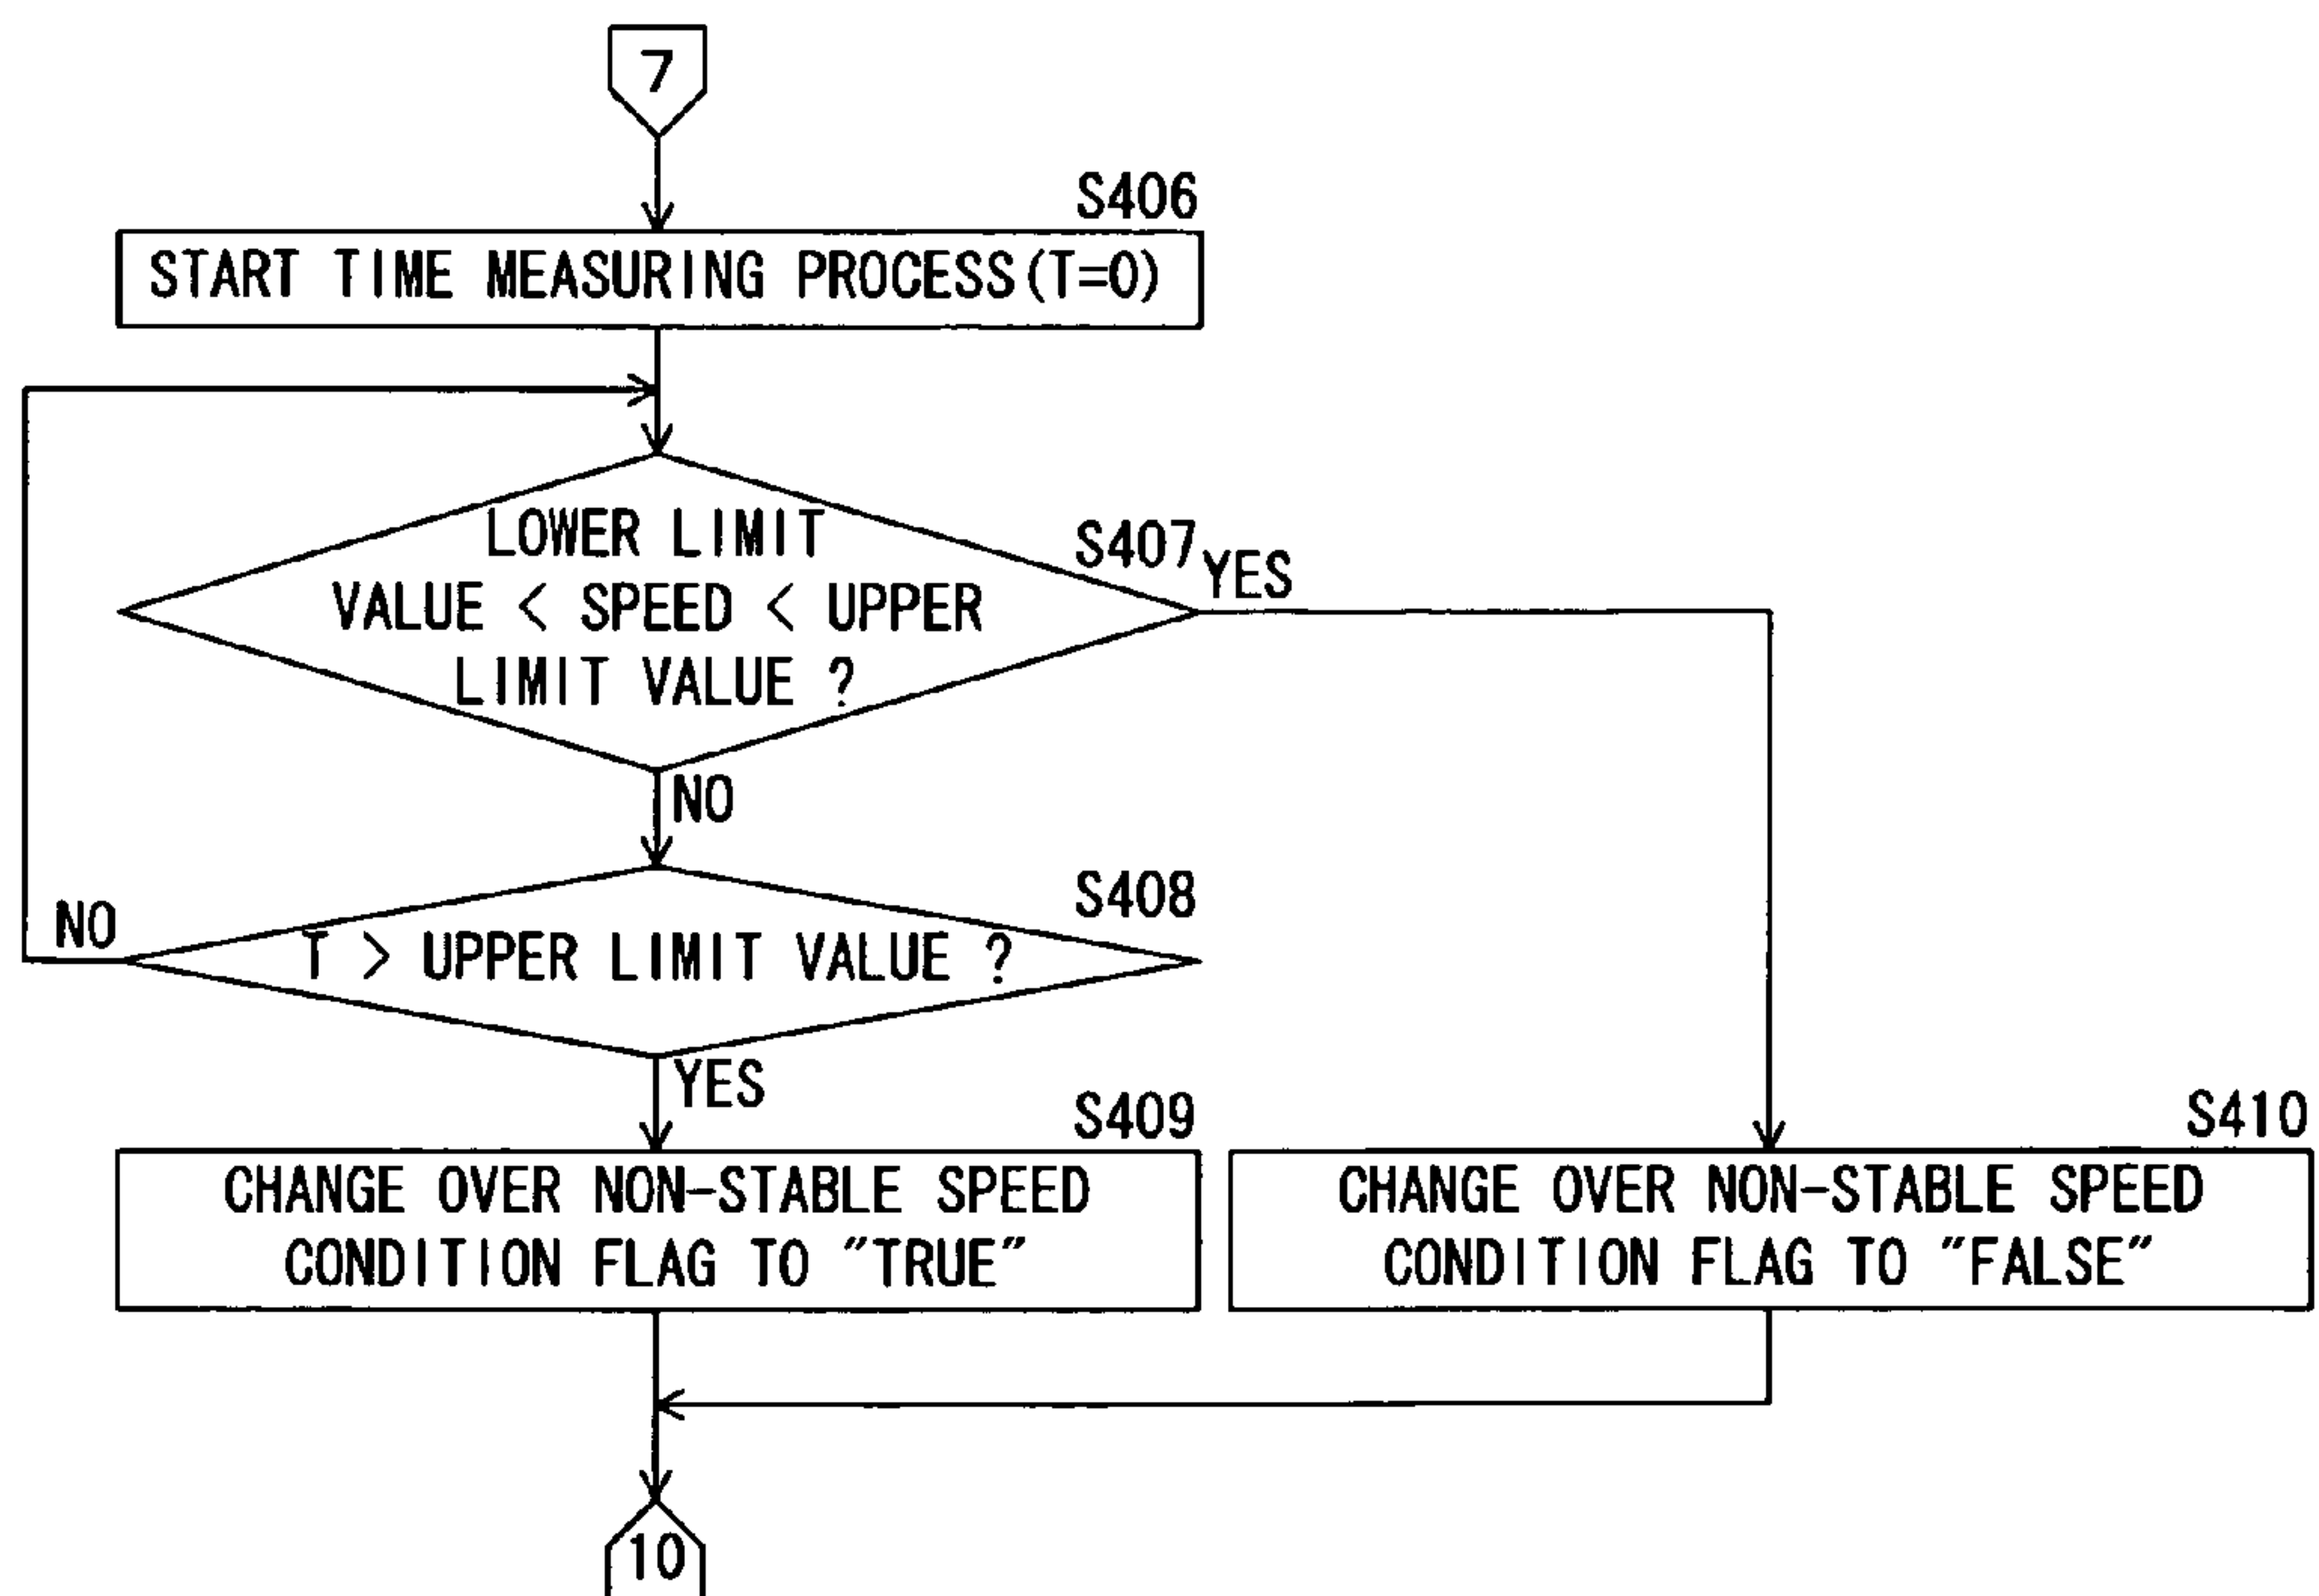 7
S406
START TIME MEASURING PROCESS(T=0)
LOWER LIMIT
VALUE < SPEED < UPPER
LIMIT VALUE ?
S407
YES
NO
S408
NO
T > UPPER LIMIT VALUE ?
YES
S409
CHANGE OVER NON-STABLE SPEED
CONDITION FLAG TO "TRUE"
S410
CHANGE OVER NON-STABLE SPEED
CONDITION FLAG TO "FALSE"
10